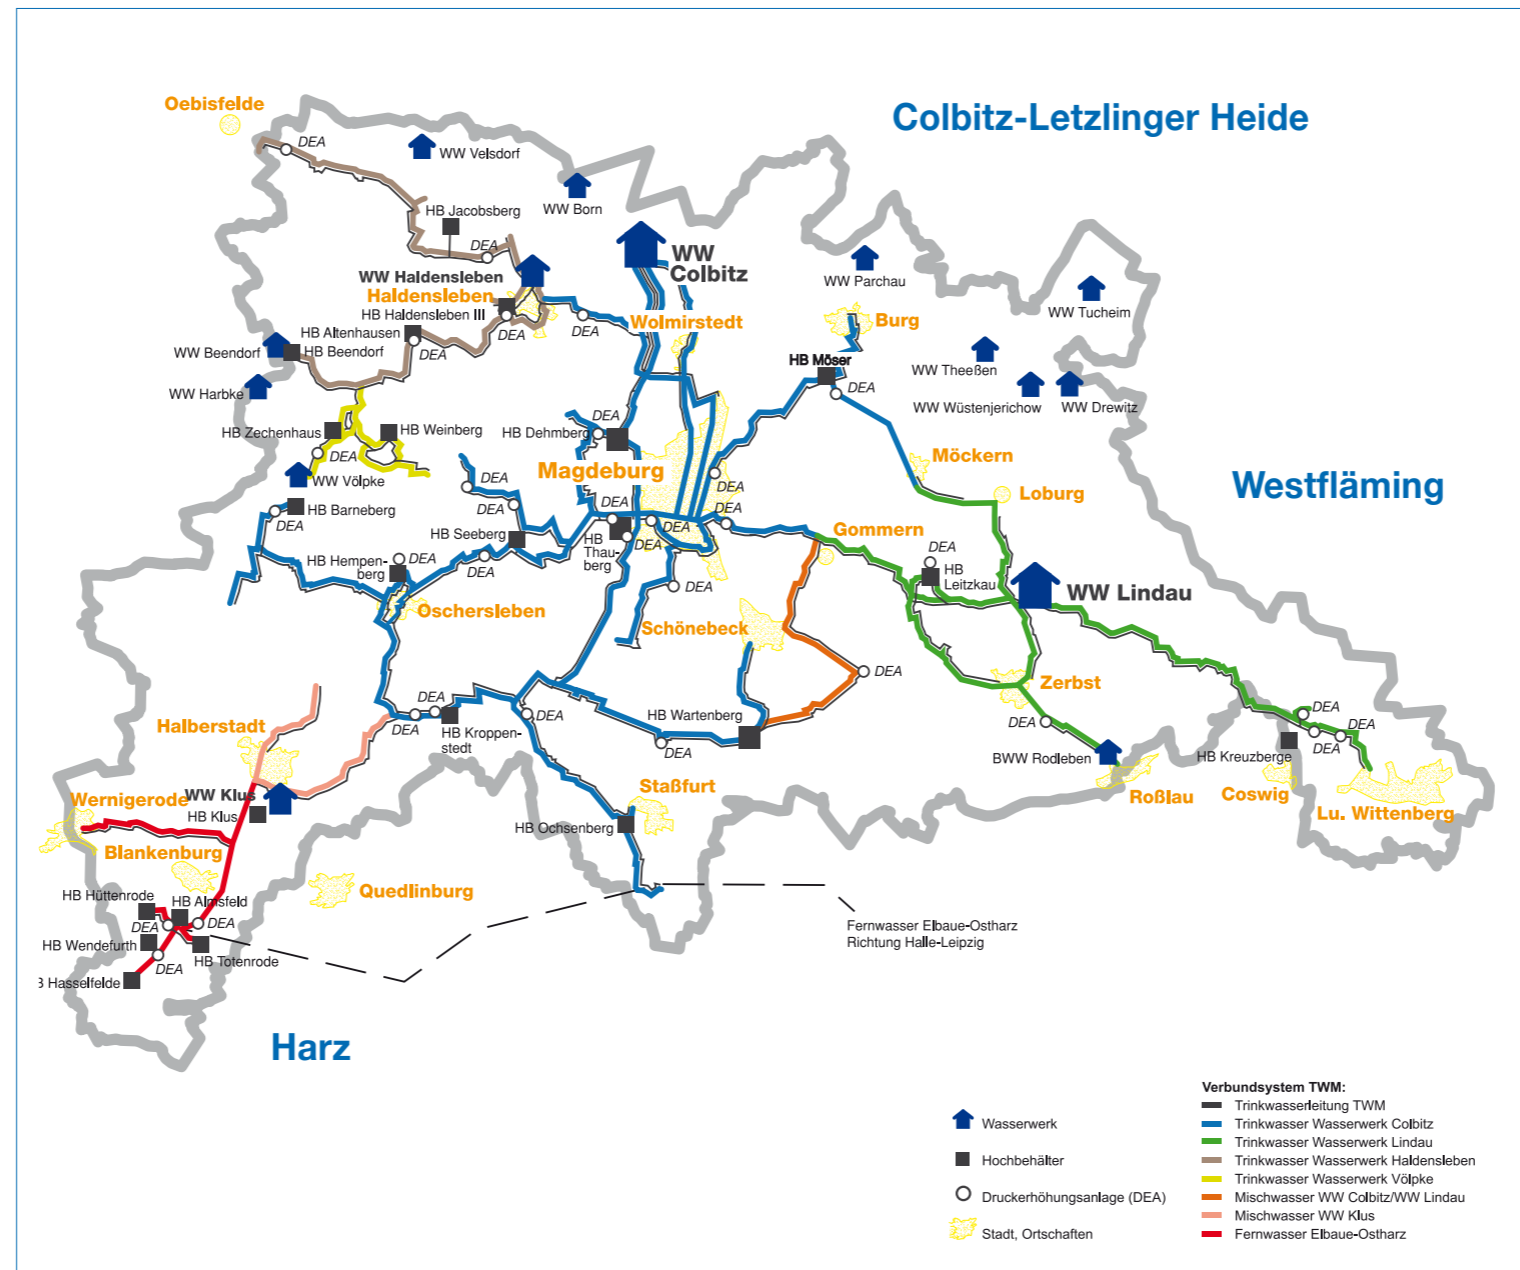 Oebisfelde
DEA
WW Velsdorf
Colbitz-Letzlinger Heide
WW Born
HB Jacobsberg
DEA
WW Haldensleben
Haldensleben
HB Haldensleben III
DEA
HB Altenhausen
DEA
WW
Colbitz
DEA
Wolmirstedt
WW Parchau
Burg
WW Tucheim
WW Beendorf
HB Beendorf
WW Harbke
HB Möser
DEA
WW Theeßen
WW Wüstenjerichow
WW Drewitz
HB Zechenhaus
HB Weinberg
DEA
WW Völpke
DEA
HB Dehmberg
Magdeburg
DEA
Möckern
Loburg
Westfläming
HB Barneberg
DEA
DEA
DEA
HB Seeberg
DEA
DEA
HB
Thau-
berg
DEA
DEA
DEA
Gommern
HB Hempen-
berg
DEA
Oschersleben
DEA
HB
Leitzkau
WW Lindau
DEA
Schönebeck
DEA
Zerbst
DEA
BWW Rodleben
Roßlau
Halberstadt
DEA
DEA
HB Kroppen-
stedt
DEA
HB Wartenberg
DEA
DEA
DEA
DEA
HB Kreuzberge
Coswig
Lu. Wittenberg
WW Klus
HB Klus
Wernigerode
Blankenburg
Quedlinburg
Staßfurt
HB Ochsenberg
HB Hüttenrode
HB Almsfeld
DEA
DEA
HB Wendefurth
DEA
HB Totenrode
B Hasselfelde
Fernwasser Elbaue-Ostharz
Richtung Halle-Leipzig
Harz
Wasserwerk
Hochbehälter
Druckerhöhungsanlage (DEA)
Stadt, Ortschaften
Verbundsystem TWM:
Trinkwasserleitung TWM
Trinkwasser Wasserwerk Colbitz
Trinkwasser Wasserwerk Lindau
Trinkwasser Wasserwerk Haldensleben
Trinkwasser Wasserwerk Völpke
Mischwasser WW Colbitz/WW Lindau
Mischwasser WW Klus
Fernwasser Elbaue-Ostharz